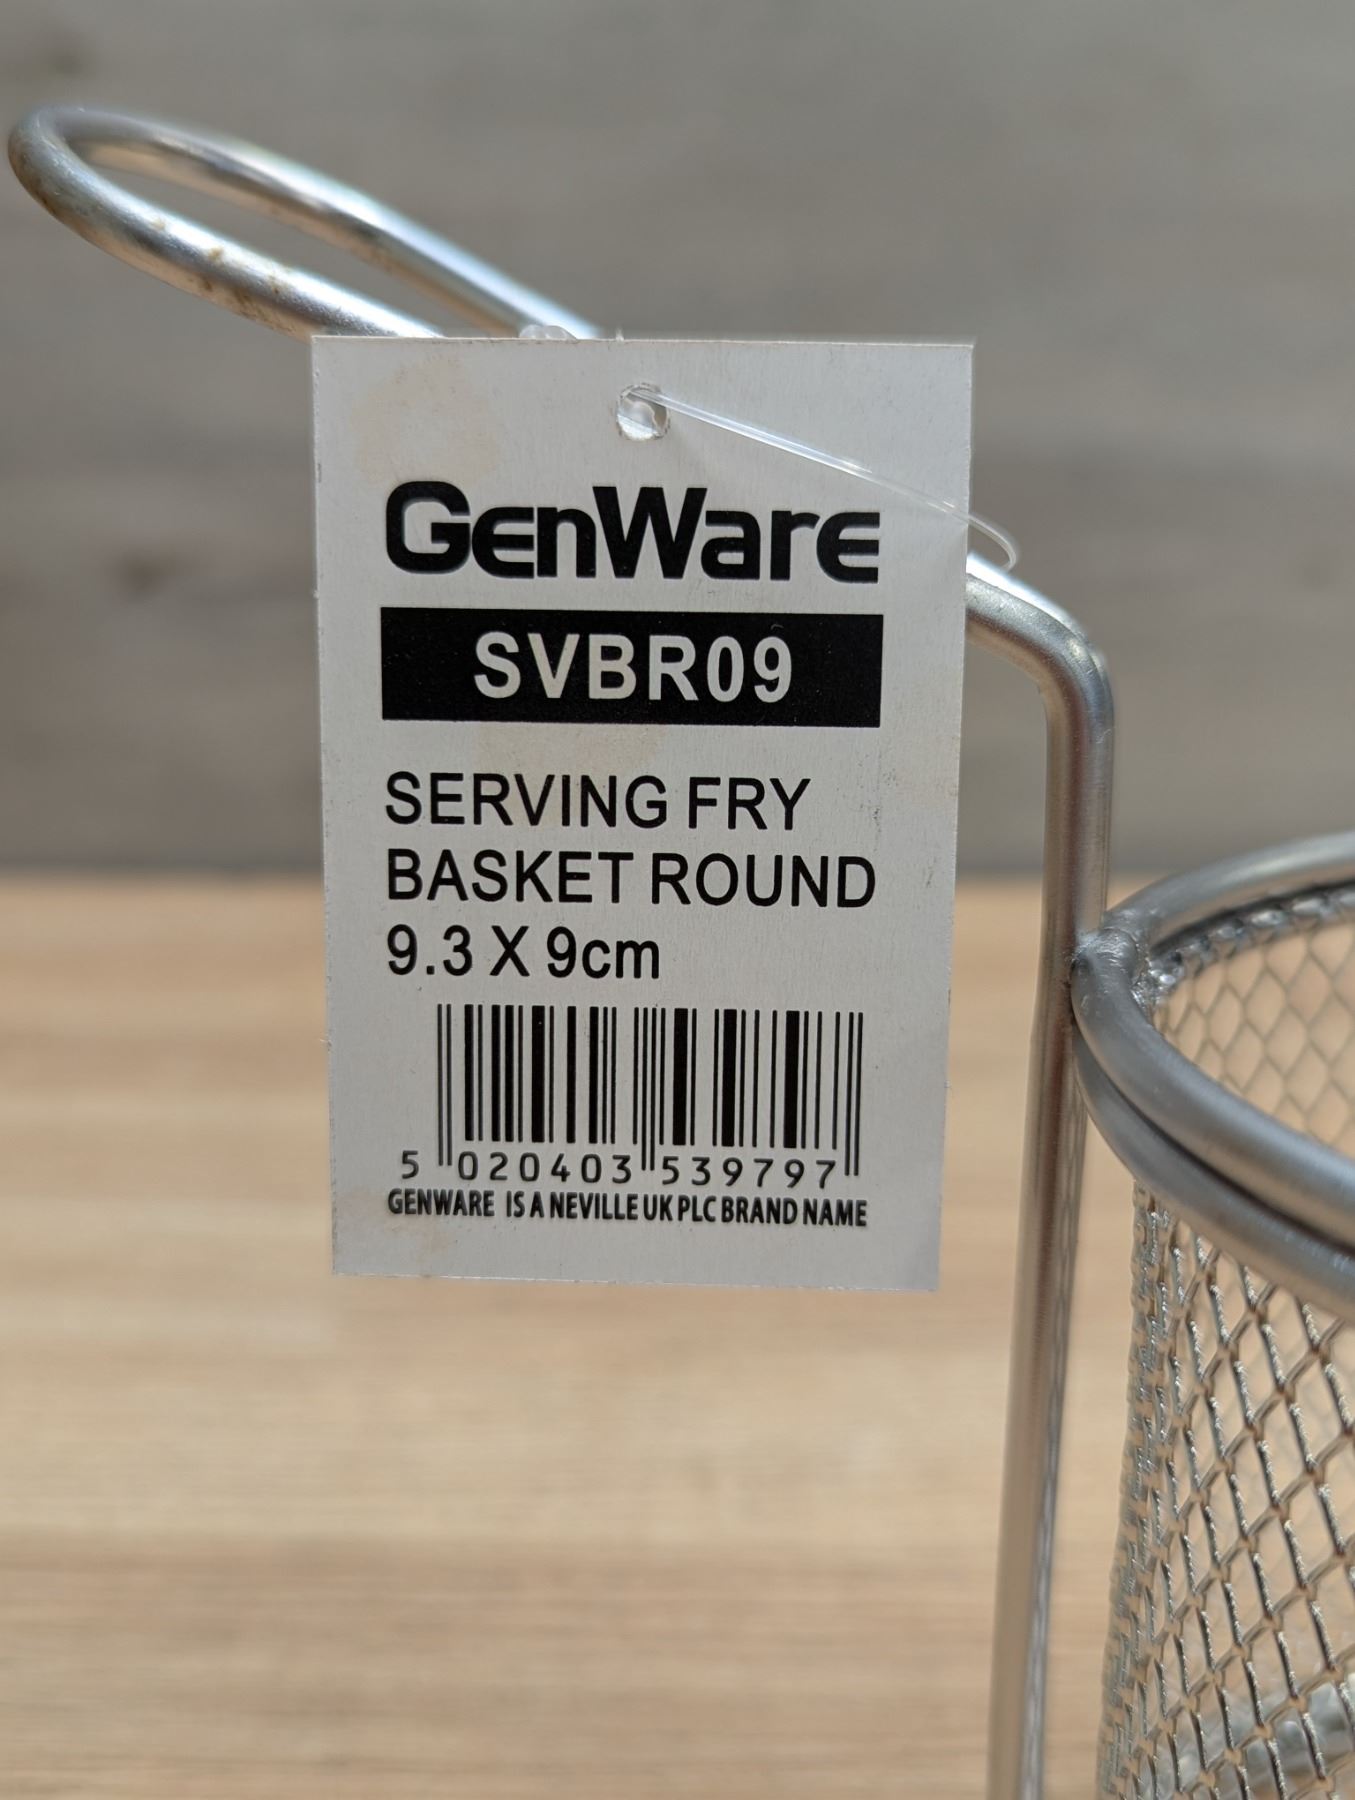 GenWare
SVBR09
SERVING FRY
BASKET ROUND
9.3 X 9cm
5 020403 539797
GENWARE IS A NEVILLE UK PLC BRAND NAME